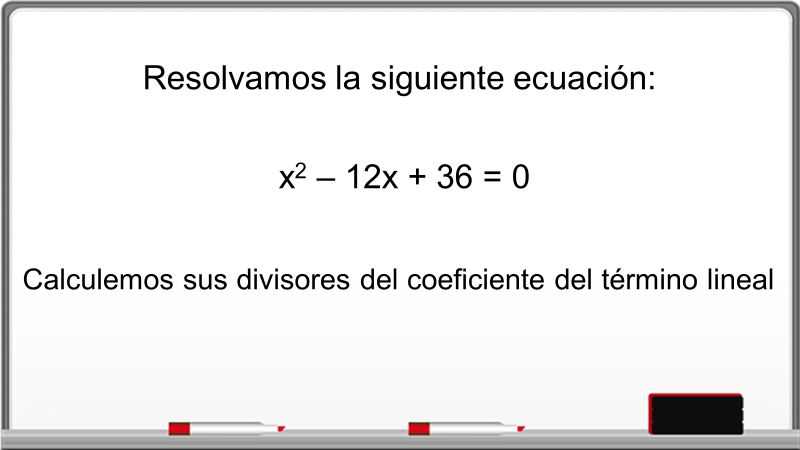 Resolvamos la siguiente ecuación:
x² – 12x + 36 = 0
Calculemos sus divisores del coeficiente del término lineal